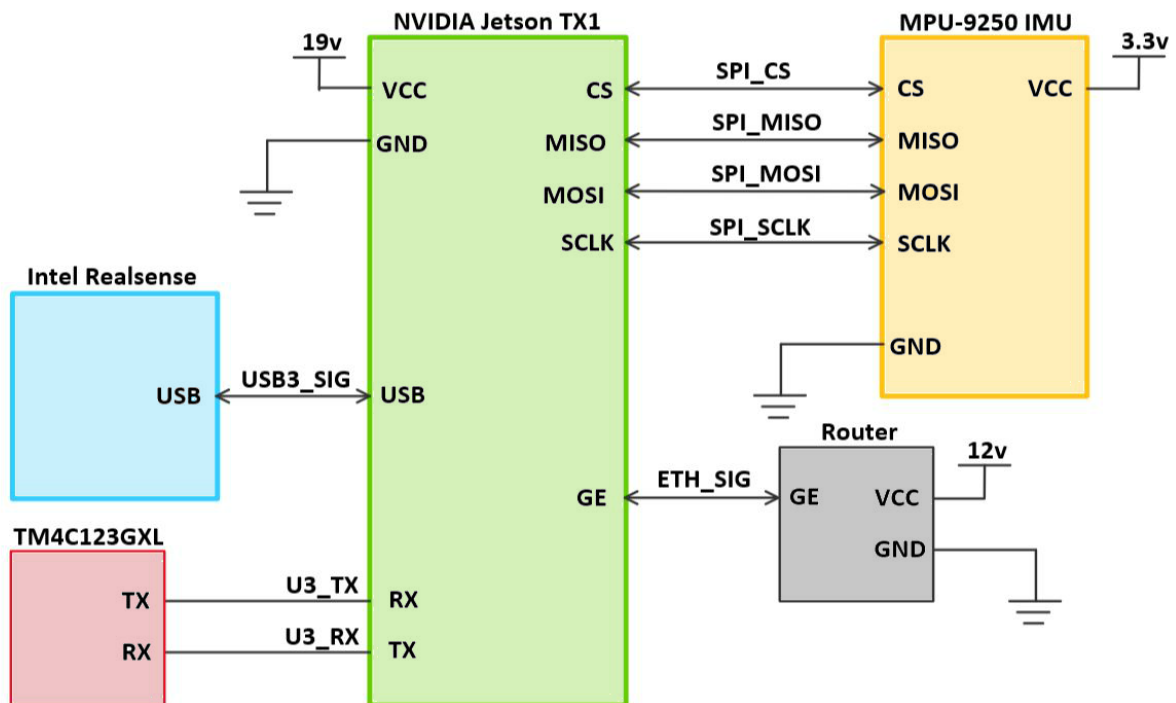 NVIDIA Jetson TX1
MPU-9250 IMU
19v
3.3v
VCC
GND
CS
MISO
MOSI
SCLK
SPI_CS
SPI_MISO
SPI_MOSI
SPI_SCLK
CS
VCC
MISO
MOSI
SCLK
GND
Intel Realsense
USB
USB3_SIG
USB
Router
12v
GE
ETH_SIG
GE
VCC
GND
TM4C123GXL
TX
U3_TX
RX
RX
U3_RX
TX